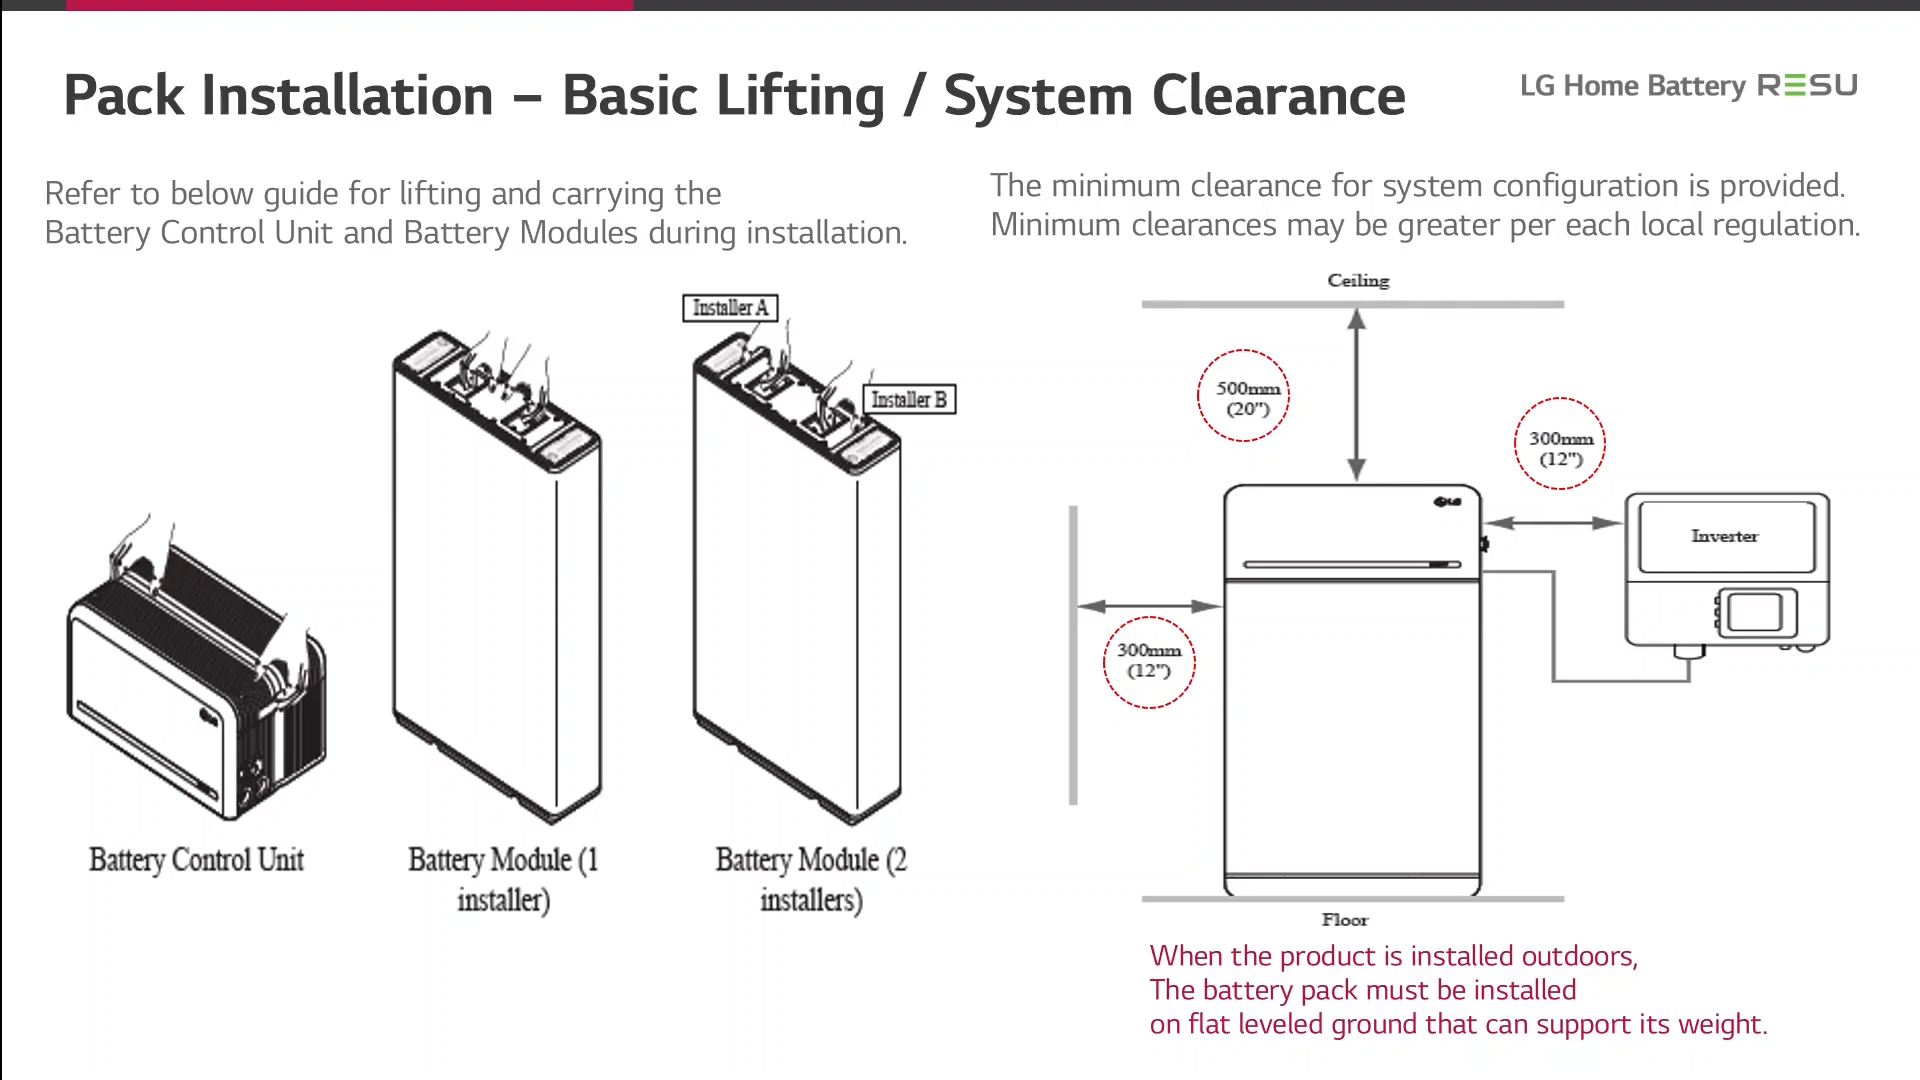 Pack Installation – Basic Lifting / System Clearance
LG Home Battery RESU
Refer to below guide for lifting and carrying the
Battery Control Unit and Battery Modules during installation.
The minimum clearance for system configuration is provided.
Minimum clearances may be greater per each local regulation.
Installer A
Installer B
LG
Battery Control Unit
Battery Module (1
installer)
Battery Module (2
installers)
Ceiling
500mm
(20")
300mm
(12")
LG
Inverter
300mm
(12")
Floor
When the product is installed outdoors,
The battery pack must be installed
on flat leveled ground that can support its weight.